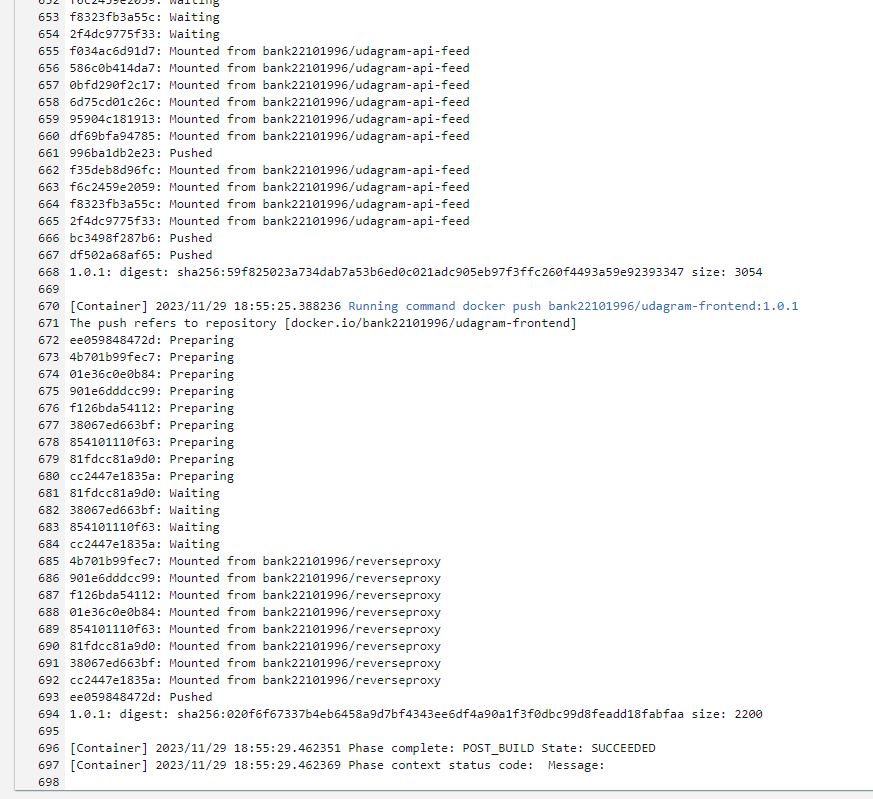 652 f6c2459e2059: Waiting
653 f8323fb3a55c: Waiting
654 2f4dc9775f33: Waiting
655 f034ac6d91d7: Mounted from bank22101996/udagram-api-feed
656 586c0b414da7: Mounted from bank22101996/udagram-api-feed
657 0bfd290f2c17: Mounted from bank22101996/udagram-api-feed
658 6d75cd01c26c: Mounted from bank22101996/udagram-api-feed
659 95904c181913: Mounted from bank22101996/udagram-api-feed
660 df69bfa94785: Mounted from bank22101996/udagram-api-feed
661 996ba1db2e23: Pushed
662 f35deb8d96fc: Mounted from bank22101996/udagram-api-feed
663 f6c2459e2059: Mounted from bank22101996/udagram-api-feed
664 f8323fb3a55c: Mounted from bank22101996/udagram-api-feed
665 2f4dc9775f33: Mounted from bank22101996/udagram-api-feed
666 bc3498f287b6: Pushed
667 df502a68af65: Pushed
668 1.0.1: digest: sha256:59f825023a734dab7a53b6ed0c021adc905eb97f3ffc260f4493a59e92393347 size: 3054
669
670 [Container] 2023/11/29 18:55:25.388236 Running command docker push bank22101996/udagram-frontend:1.0.1
671 The push refers to repository [docker.io/bank22101996/udagram-frontend]
672 ee059848472d: Preparing
673 4b701b99fec7: Preparing
674 01e36c0e0b84: Preparing
675 901e6dddcc99: Preparing
676 f126bda54112: Preparing
677 38067ed663bf: Preparing
678 854101110f63: Preparing
679 81fdcc81a9d0: Preparing
680 cc2447e1835a: Preparing
681 81fdcc81a9d0: Waiting
682 38067ed663bf: Waiting
683 854101110f63: Waiting
684 cc2447e1835a: Waiting
685 4b701b99fec7: Mounted from bank22101996/reverseproxy
686 901e6dddcc99: Mounted from bank22101996/reverseproxy
687 f126bda54112: Mounted from bank22101996/reverseproxy
688 01e36c0e0b84: Mounted from bank22101996/reverseproxy
689 854101110f63: Mounted from bank22101996/reverseproxy
690 81fdcc81a9d0: Mounted from bank22101996/reverseproxy
691 38067ed663bf: Mounted from bank22101996/reverseproxy
692 cc2447e1835a: Mounted from bank22101996/reverseproxy
693 ee059848472d: Pushed
694 1.0.1: digest: sha256:020f6f67337b4eb6458a9d7bf4343ee6df4a90a1f3f0dbc99d8feadd18fabfaa size: 2200
695
696 [Container] 2023/11/29 18:55:29.462351 Phase complete: POST_BUILD State: SUCCEEDED
697 [Container] 2023/11/29 18:55:29.462369 Phase context status code:  Message:
698